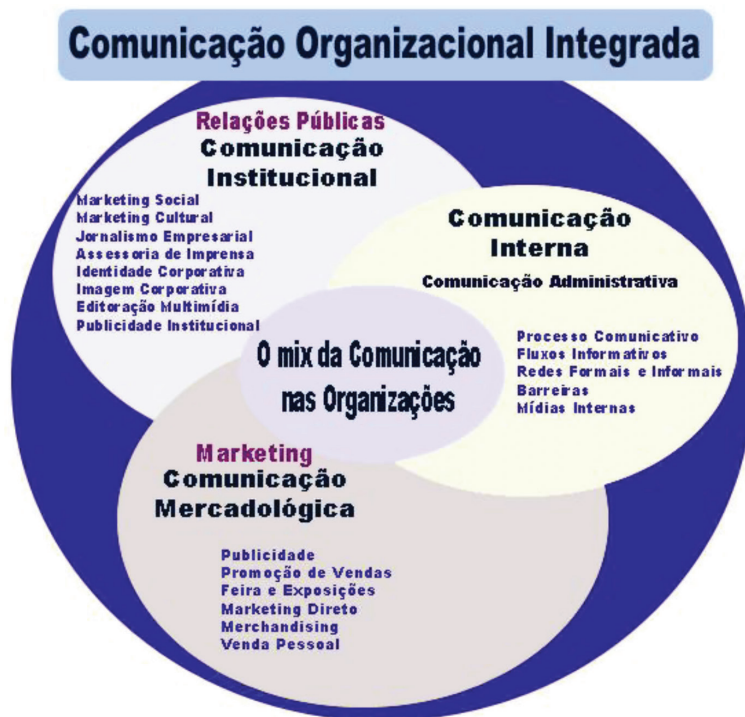 Comunicação Organizacional Integrada
Relações Públicas
Comunicação
Institucional
Marketing Social
Marketing Cultural
Jornalismo Empresarial
Assessoria de Imprensa
Identidade Corporativa
Imagem Corporativa
Editoração Multimídia
Publicidade Institucional
Comunicação
Interna
Comunicação Administrativa
Processo Comunicativo
Fluxos Informativos
Redes Formais e Informais
Barreiras
Mídias Internas
O mix da Comunicação
nas Organizações
Marketing
Comunicação
Mercadológica
Publicidade
Promoção de Vendas
Feira e Exposições
Marketing Direto
Merchandising
Venda Pessoal